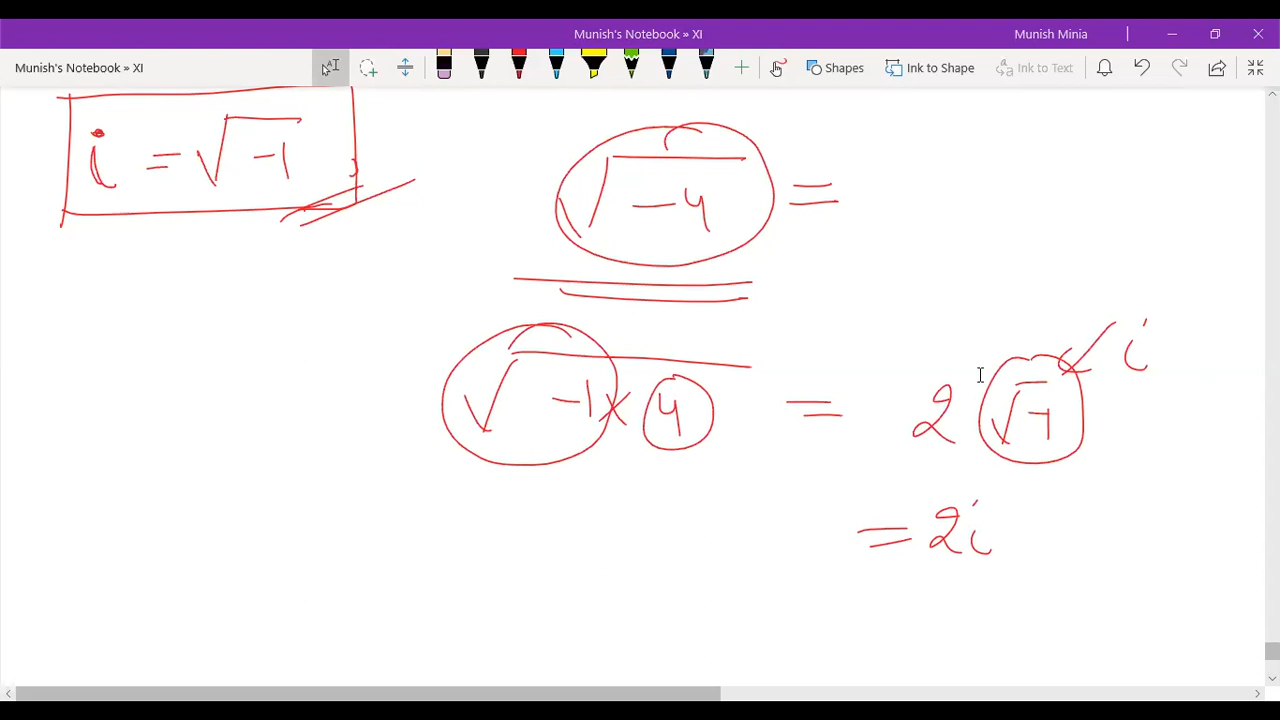 Munish's Notebook » XI
Munish Minia
Munish's Notebook » XI
Shapes
Ink to Shape
Ink to Text
i = √-1
√-4 =
√-1 × 4 = 2 √-1 i
= 2i